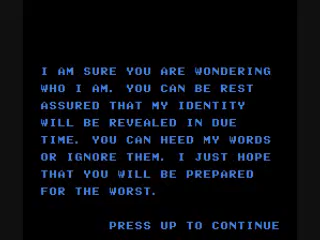 I AM SURE YOU ARE WONDERING
WHO I AM. YOU CAN BE REST
ASSURED THAT MY IDENTITY
WILL BE REVEALED IN DUE
TIME. YOU CAN HEED MY WORDS
OR IGNORE THEM. I JUST HOPE
THAT YOU WILL BE PREPARED
FOR THE WORST.
PRESS UP TO CONTINUE